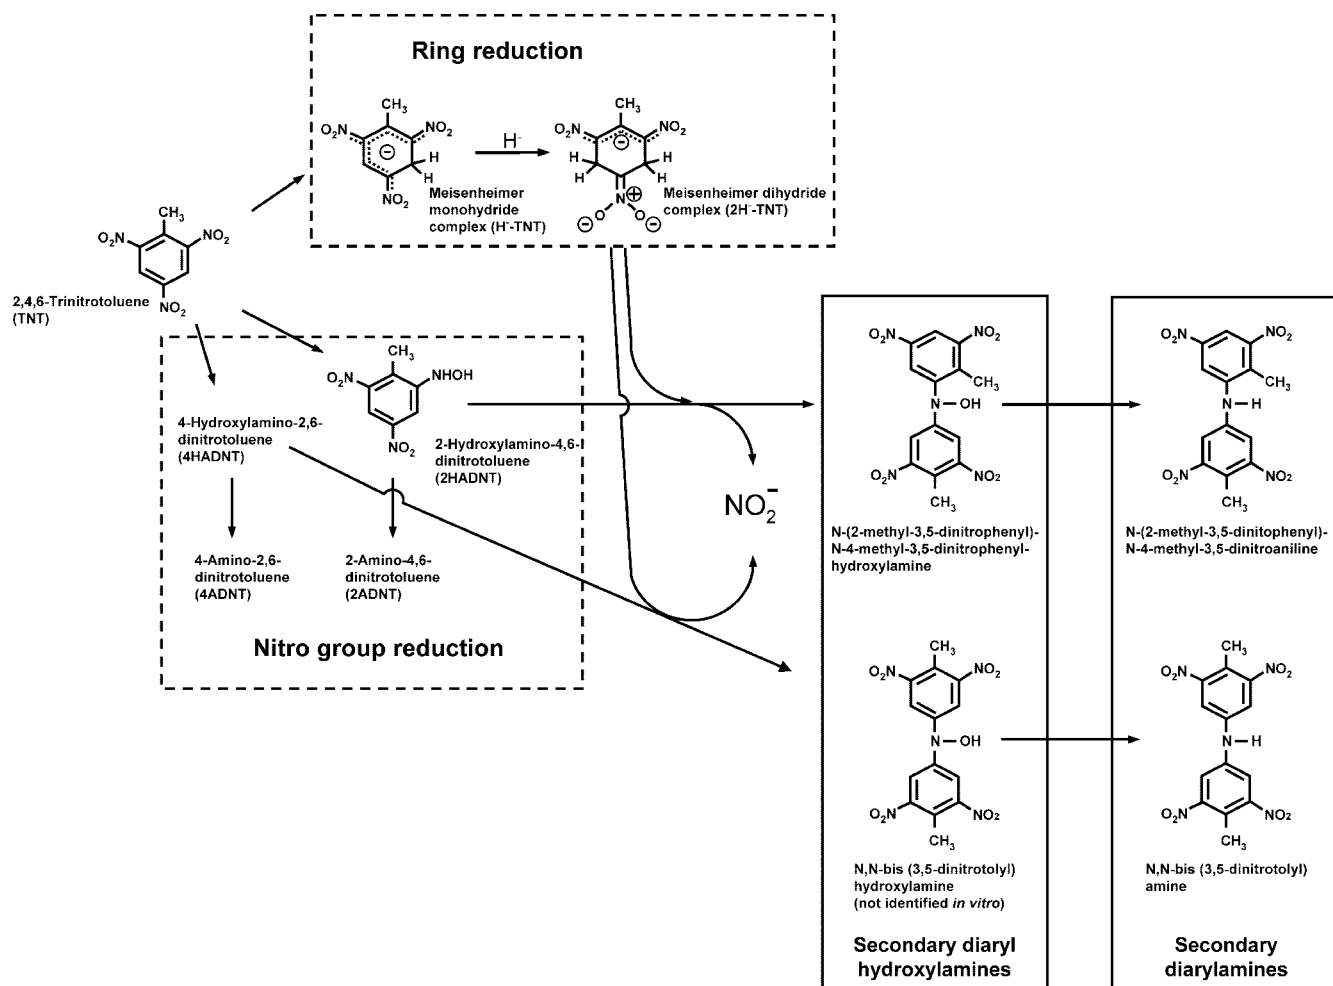 Ring reduction
CH3
O2N
NO2
⊖
H
H
NO2
H-
CH3
O2N
NO2
⊖
H
H
H
H
N⊕
O
O
⊖
⊖
Meisenheimer
monohydride
complex (H--TNT)
Meisenheimer dihydride
complex (2H--TNT)
CH3
O2N
NO2
NO2
2,4,6-Trinitrotoluene
(TNT)
CH3
O2N
NHOH
NO2
4-Hydroxylamino-2,6-
dinitrotoluene
(4HADNT)
2-Hydroxylamino-4,6-
dinitrotoluene
(2HADNT)
4-Amino-2,6-
dinitrotoluene
(4ADNT)
2-Amino-4,6-
dinitrotoluene
(2ADNT)
Nitro group reduction
NO2-
O2N
NO2
CH3
N
OH
O2N
NO2
CH3
N-(2-methyl-3,5-dinitrophenyl)-
N-4-methyl-3,5-dinitrophenyl-
hydroxylamine
CH3
O2N
NO2
N
OH
O2N
NO2
CH3
N,N-bis (3,5-dinitrotolyl)
hydroxylamine
(not identified in vitro)
Secondary diaryl
hydroxylamines
O2N
NO2
CH3
N
H
O2N
NO2
CH3
N-(2-methyl-3,5-dinitophenyl)-
N-4-methyl-3,5-dinitroaniline
CH3
O2N
NO2
N
H
O2N
NO2
CH3
N,N-bis (3,5-dinitrotolyl)
amine
Secondary
diarylamines